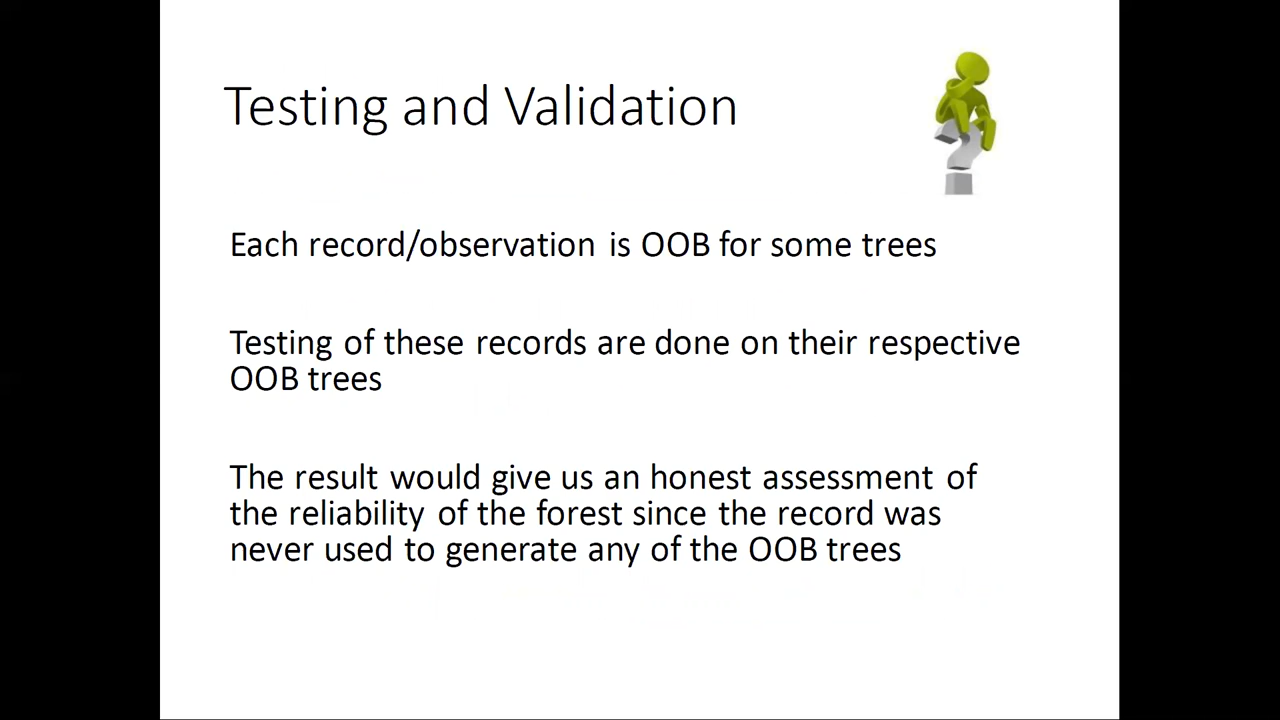 Testing and Validation
Each record/observation is OOB for some trees
Testing of these records are done on their respective
OOB trees
The result would give us an honest assessment of
the reliability of the forest since the record was
never used to generate any of the OOB trees